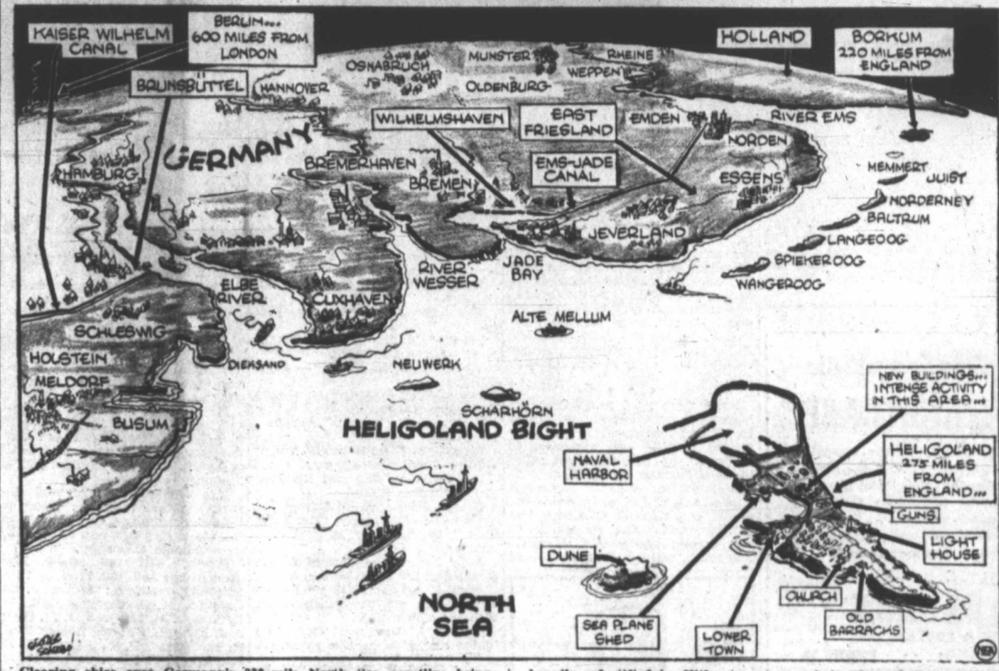 KAISER WILHELM
CANAL
BERLIN...
600 MILES FROM
LONDON
BRUNSBÜTTEL
HANNOVER
OSNABRUCH
MUNSTER
OLDENBURG
RHEINE
WEPPEN
HOLLAND
BORKUM
220 MILES FROM
ENGLAND
GERMANY
HAMBURG
BREMERHAVEN
BREMEN
WILHELMSHAVEN
EAST
FRIESLAND
EMS-JADE
CANAL
EMDEN
NORDEN
RIVER EMS
ESSENS
JEVERLAND
MEMMERT
JUIST
NORDERNEY
BALTRUM
LANGEOOG
SPIEKEROOG
WANGEROOG
JADE
BAY
RIVER
WESSER
ELBE
RIVER
CUXHAVEN
ALTE MELLUM
SCHLESWIG
HOLSTEIN
MELDORF
BUSUM
DIEKSAND
NEUWERK
SCHARHÖRN
HELIGOLAND BIGHT
NEW BUILDINGS...
INTENSE ACTIVITY
IN THIS AREA...
NAVAL
HARBOR
HELIGOLAND
275 MILES
FROM
ENGLAND...
GUNS
LIGHT
HOUSE
DUNE
CHURCH
OLD
BARRACKS
SEA PLANE
SHED
LOWER
TOWN
NORTH
SEA
NEA